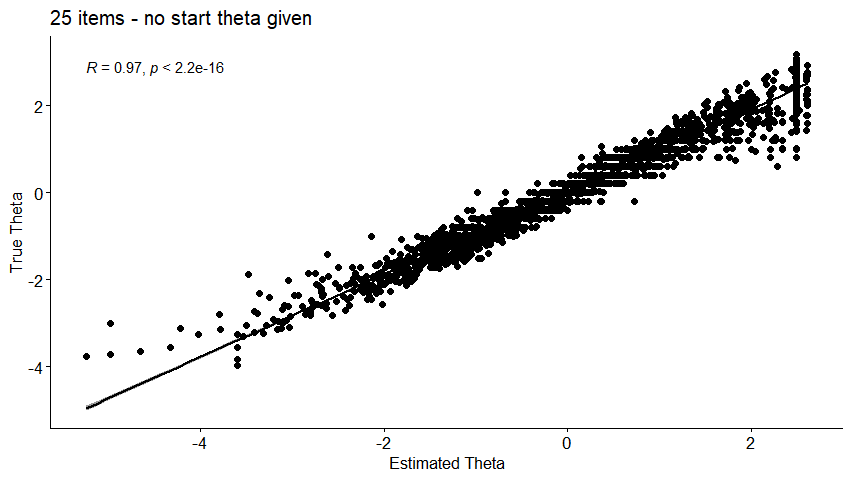 25 items - no start theta given
R = 0.97, p < 2.2e-16
True Theta
2
0
-2
-4
-4 -2 0 2
Estimated Theta